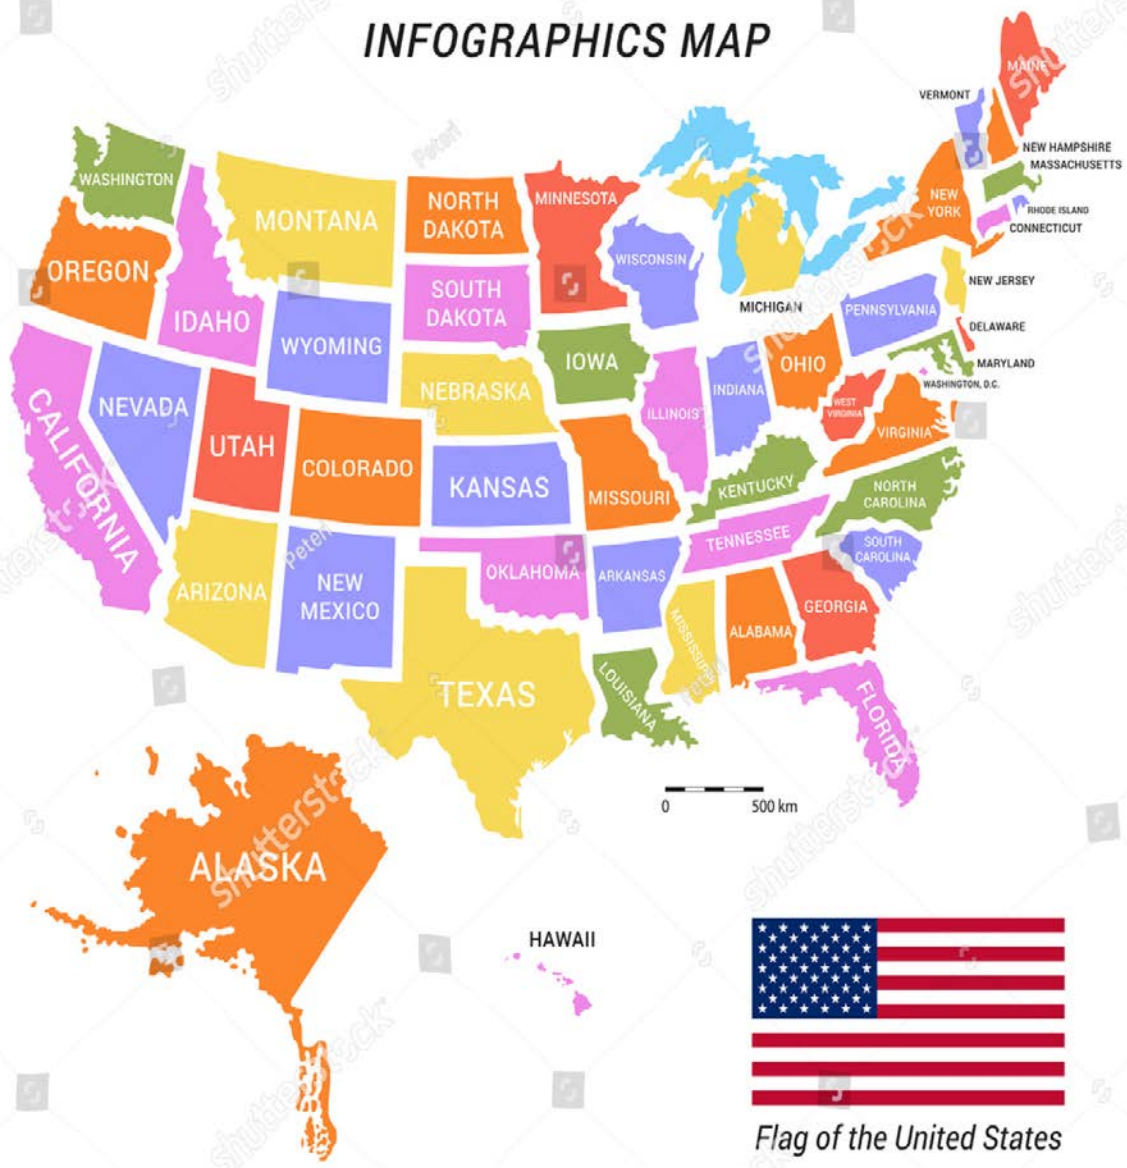 INFOGRAPHICS MAP
MAINE
VERMONT
NEW HAMPSHIRE
MASSACHUSETTS
NEW
YORK
RHODE ISLAND
CONNECTICUT
WASHINGTON
MONTANA
NORTH
DAKOTA
MINNESOTA
WISCONSIN
MICHIGAN
OREGON
IDAHO
WYOMING
SOUTH
DAKOTA
IOWA
NEBRASKA
ILLINOIS
INDIANA
OHIO
PENNSYLVANIA
NEW JERSEY
DELAWARE
MARYLAND
WASHINGTON, D.C.
WEST
VIRGINIA
VIRGINIA
CALIFORNIA
NEVADA
UTAH
COLORADO
KANSAS
MISSOURI
KENTUCKY
NORTH
CAROLINA
TENNESSEE
SOUTH
CAROLINA
ARIZONA
NEW
MEXICO
OKLAHOMA
ARKANSAS
MISSISSIPPI
ALABAMA
GEORGIA
TEXAS
LOUISIANA
FLORIDA
0 500 km
ALASKA
HAWAII
Flag of the United States
shutterstock
Peterl